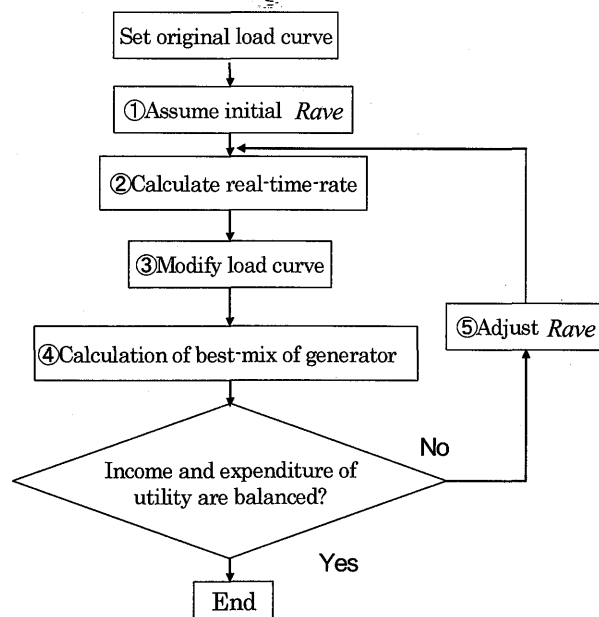 Set original load curve
①Assume initial Rave
②Calculate real-time-rate
③Modify load curve
④Calculation of best-mix of generator
⑤Adjust Rave
No
Income and expenditure of
utility are balanced?
Yes
End